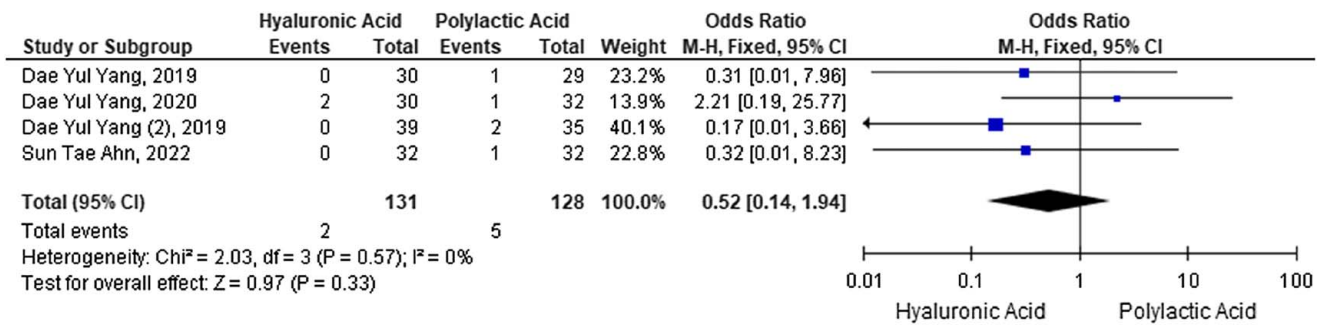 Hyaluronic Acid Polylactic Acid Odds Ratio Odds Ratio
Study or Subgroup Events Total Events Total Weight M-H, Fixed, 95% CI M-H, Fixed, 95% CI
Dae Yul Yang, 2019 0 30 1 29 23.2% 0.31 [0.01, 7.96]
Dae Yul Yang, 2020 2 30 1 32 13.9% 2.21 [0.19, 25.77]
Dae Yul Yang (2), 2019 0 39 2 35 40.1% 0.17 [0.01, 3.66]
Sun Tae Ahn, 2022 0 32 1 32 22.8% 0.32 [0.01, 8.23]
Total (95% CI) 131 128 100.0% 0.52 [0.14, 1.94]
Total events 2 5
Heterogeneity: Chi² = 2.03, df = 3 (P = 0.57); I² = 0%
Test for overall effect: Z = 0.97 (P = 0.33)
0.01 0.1 1 10 100
Hyaluronic Acid Polylactic Acid